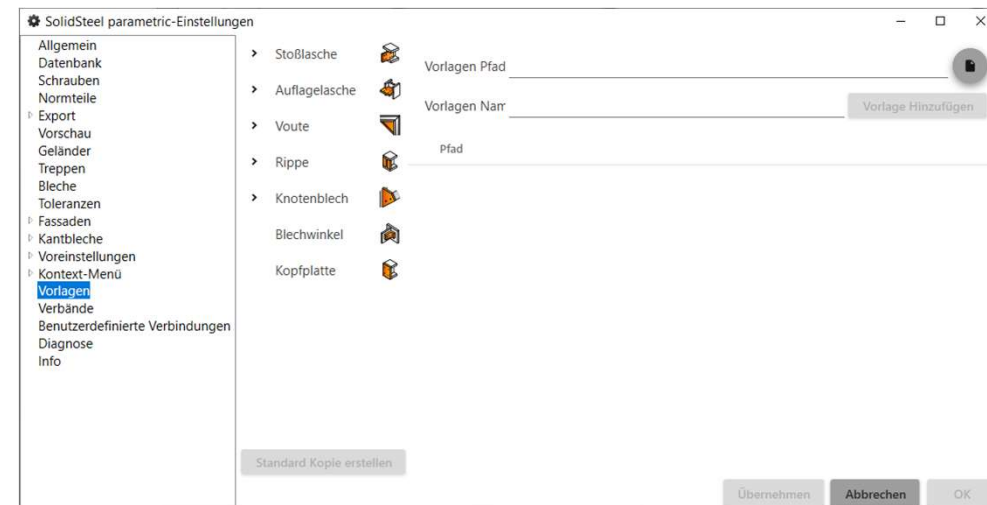 SolidSteel parametric-Einstellungen
Allgemein
Datenbank
Schrauben
Normteile
Export
Vorschau
Geländer
Treppen
Bleche
Toleranzen
Fassaden
Kantbleche
Voreinstellungen
Kontext-Menü
Vorlagen
Verbände
Benutzerdefinierte Verbindungen
Diagnose
Info
Stoßlasche
Auflagelasche
Voute
Rippe
Knotenblech
Blechwinkel
Kopfplatte
Standard Kopie erstellen
Vorlagen Pfad
Vorlagen Nam
Vorlage Hinzufügen
Pfad
Übernehmen
Abbrechen
OK